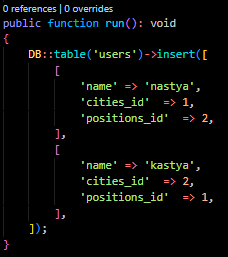 0 references | 0 overrides
public function run(): void
{
    DB::table('users')->insert([
        [
            'name' => 'nastya',
            'cities_id'  => 1,
            'positions_id'  => 2,
        ],
        [
            'name' => 'kastya',
            'cities_id'  => 2,
            'positions_id'  => 1,
        ],
    ]);
}